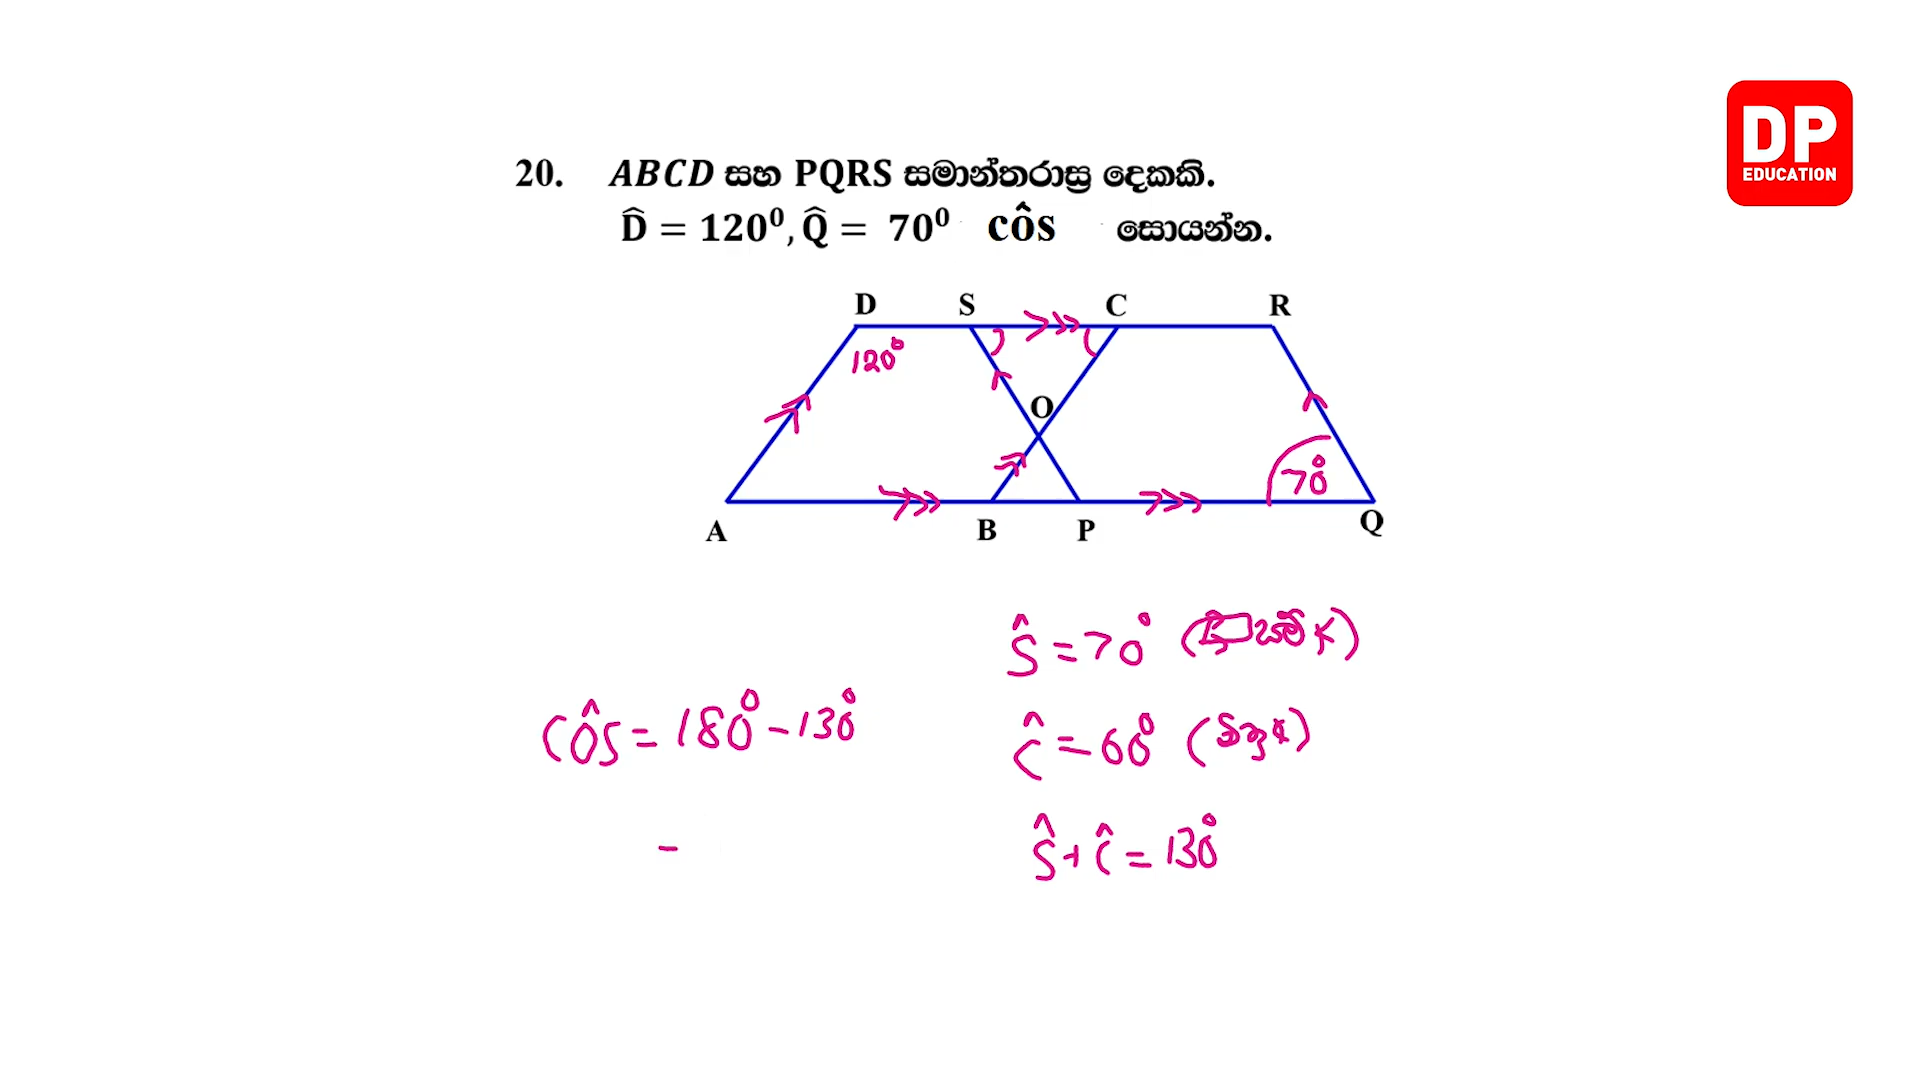 DP
EDUCATION
20. ABCD සහ PQRS සමාන්තරාස්‍ර දෙකකි.
D̂ = 120⁰, Q̂ = 70⁰ CÔS සොයන්න.
D S C R
120°
O
70°
A B P Q
Ŝ = 70°
CÔS = 180° - 130°
Ĉ = 60°
=
Ŝ + Ĉ = 130°